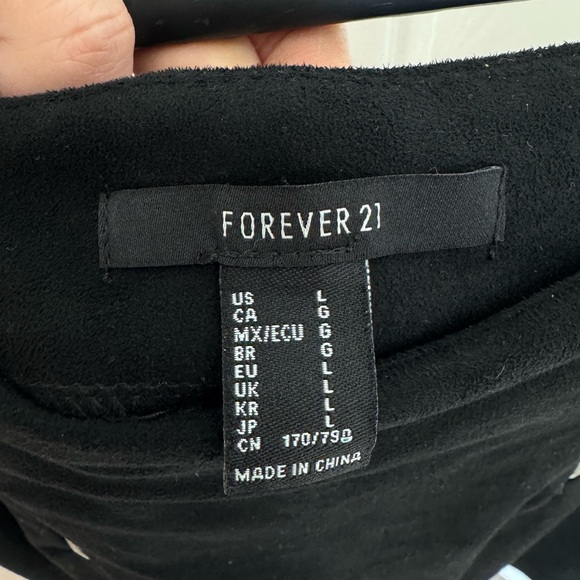 FOREVER 21
US L
CA G
MX/ECU G
BR G
EU L
UK L
KR L
JP L
CN 170/79B
MADE IN CHINA